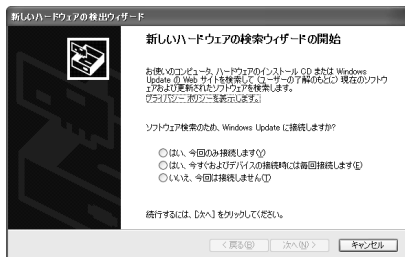 新しいハードウェアの検出ウィザード
新しいハードウェアの検索ウィザードの開始
お使いのコンピュータ、ハードウェアのインストール CD または Windows
Update の Web サイトを検索して (ユーザーの了解のもとに) 現在のソフトウ
ェアおよび更新されたソフトウェアを検索します。
プライバシー ポリシーを表示します。
ソフトウェア検索のため、Windows Update に接続しますか?
はい、今回のみ接続します(Y)
はい、今すぐおよびデバイスの接続時には毎回接続します(E)
いいえ、今回は接続しません(T)
続行するには、[次へ] をクリックしてください。
< 戻る(B)
次へ(N) >
キャンセル